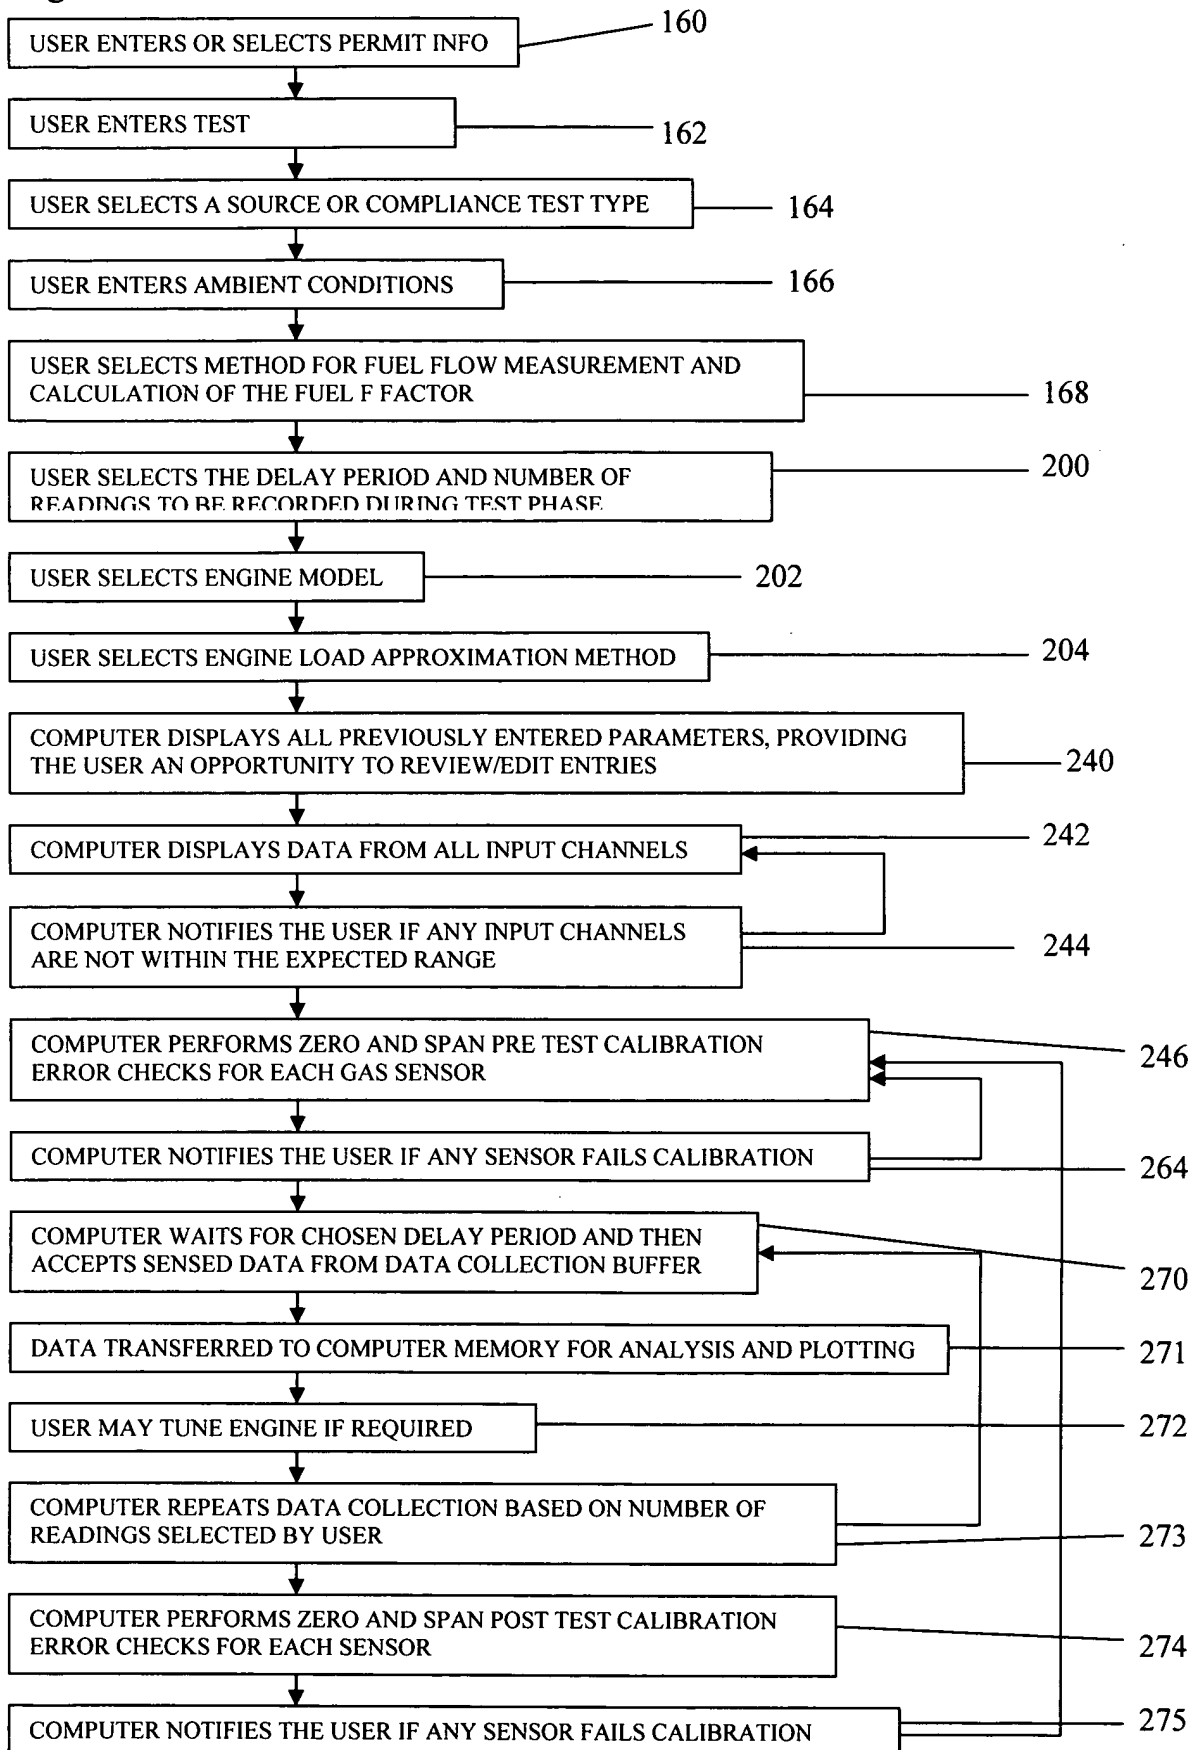 USER ENTERS OR SELECTS PERMIT INFO
160
USER ENTERS TEST
162
USER SELECTS A SOURCE OR COMPLIANCE TEST TYPE
164
USER ENTERS AMBIENT CONDITIONS
166
USER SELECTS METHOD FOR FUEL FLOW MEASUREMENT AND
CALCULATION OF THE FUEL F FACTOR
168
USER SELECTS THE DELAY PERIOD AND NUMBER OF
READINGS TO BE RECORDED DURING TEST PHASE
200
USER SELECTS ENGINE MODEL
202
USER SELECTS ENGINE LOAD APPROXIMATION METHOD
204
COMPUTER DISPLAYS ALL PREVIOUSLY ENTERED PARAMETERS, PROVIDING
THE USER AN OPPORTUNITY TO REVIEW/EDIT ENTRIES
240
COMPUTER DISPLAYS DATA FROM ALL INPUT CHANNELS
242
COMPUTER NOTIFIES THE USER IF ANY INPUT CHANNELS
ARE NOT WITHIN THE EXPECTED RANGE
244
COMPUTER PERFORMS ZERO AND SPAN PRE TEST CALIBRATION
ERROR CHECKS FOR EACH GAS SENSOR
246
COMPUTER NOTIFIES THE USER IF ANY SENSOR FAILS CALIBRATION
264
COMPUTER WAITS FOR CHOSEN DELAY PERIOD AND THEN
ACCEPTS SENSED DATA FROM DATA COLLECTION BUFFER
270
DATA TRANSFERRED TO COMPUTER MEMORY FOR ANALYSIS AND PLOTTING
271
USER MAY TUNE ENGINE IF REQUIRED
272
COMPUTER REPEATS DATA COLLECTION BASED ON NUMBER OF
READINGS SELECTED BY USER
273
COMPUTER PERFORMS ZERO AND SPAN POST TEST CALIBRATION
ERROR CHECKS FOR EACH SENSOR
274
COMPUTER NOTIFIES THE USER IF ANY SENSOR FAILS CALIBRATION
275